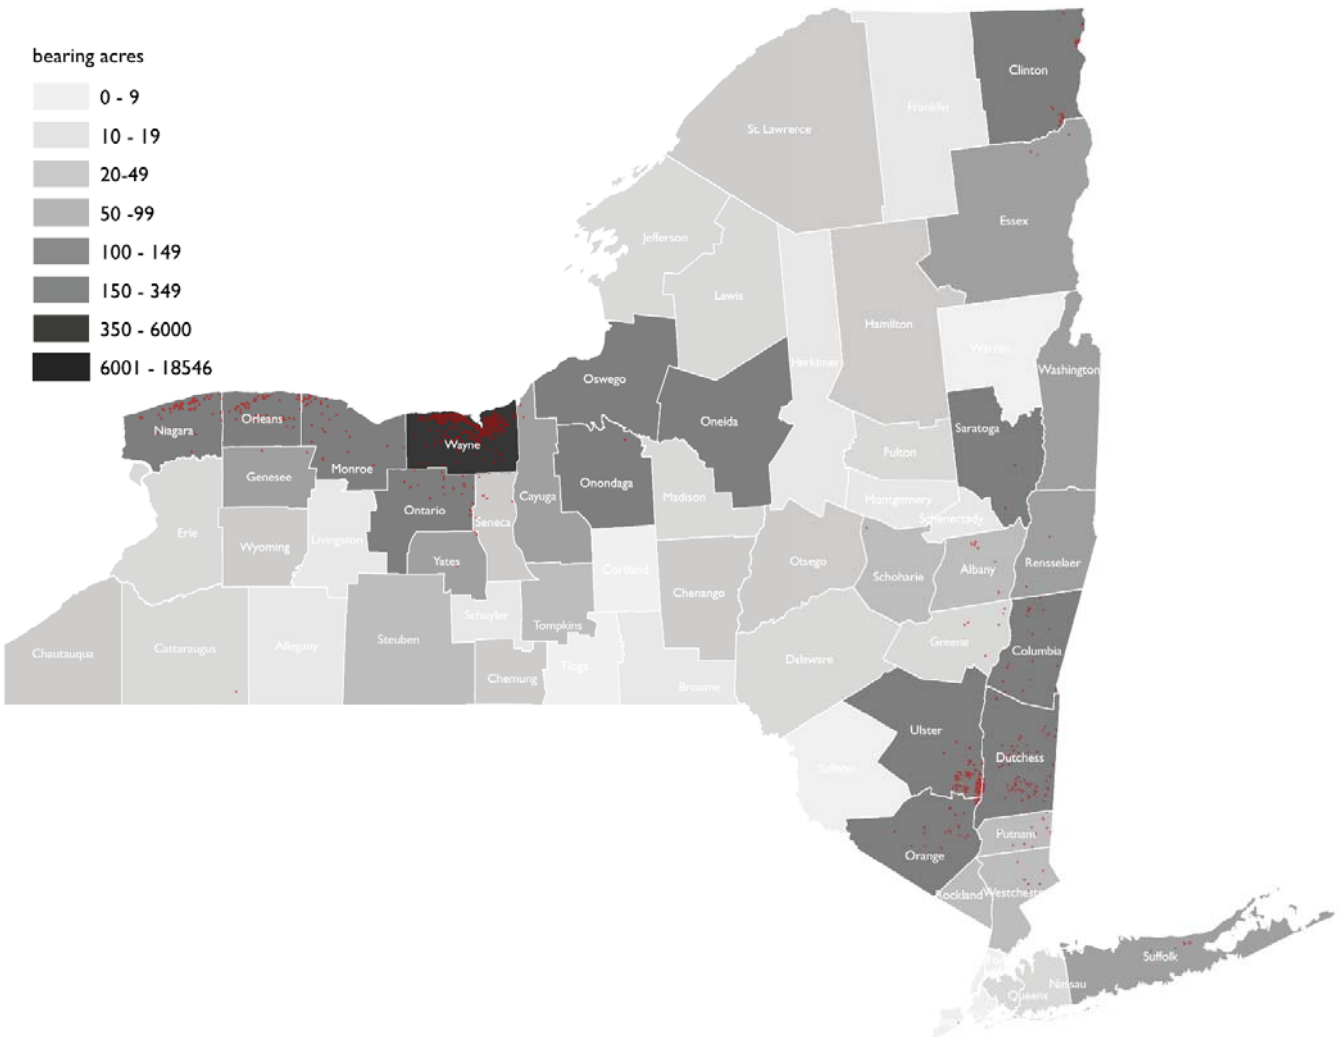 bearing acres
0 - 9
10 - 19
20-49
50 -99
100 - 149
150 - 349
350 - 6000
6001 - 18546
Clinton
Franklin
St. Lawrence
Essex
Jefferson
Lewis
Hamilton
Herkimer
Warren
Washington
Oswego
Oneida
Saratoga
Niagara
Orleans
Monroe
Wayne
Genesee
Cayuga
Onondaga
Madison
Fulton
Montgomery
Schenectady
Ontario
Seneca
Erie
Wyoming
Livingston
Yates
Cortland
Chenango
Otsego
Schoharie
Albany
Rensselaer
Chautauqua
Cattaraugus
Allegany
Steuben
Schuyler
Tompkins
Chemung
Tioga
Broome
Delaware
Greene
Columbia
Ulster
Dutchess
Sullivan
Orange
Putnam
Rockland
Westcheste
Suffolk
Nassau
Queens